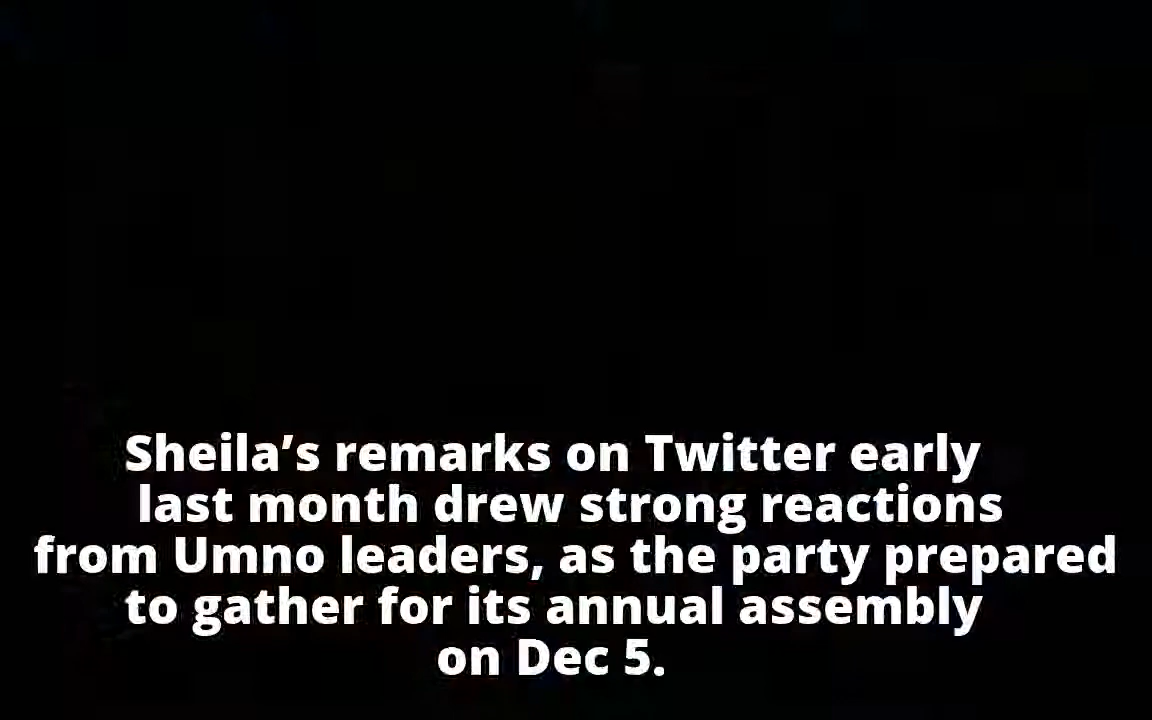 Sheila’s remarks on Twitter early
last month drew strong reactions
from Umno leaders, as the party prepared
to gather for its annual assembly
on Dec 5.